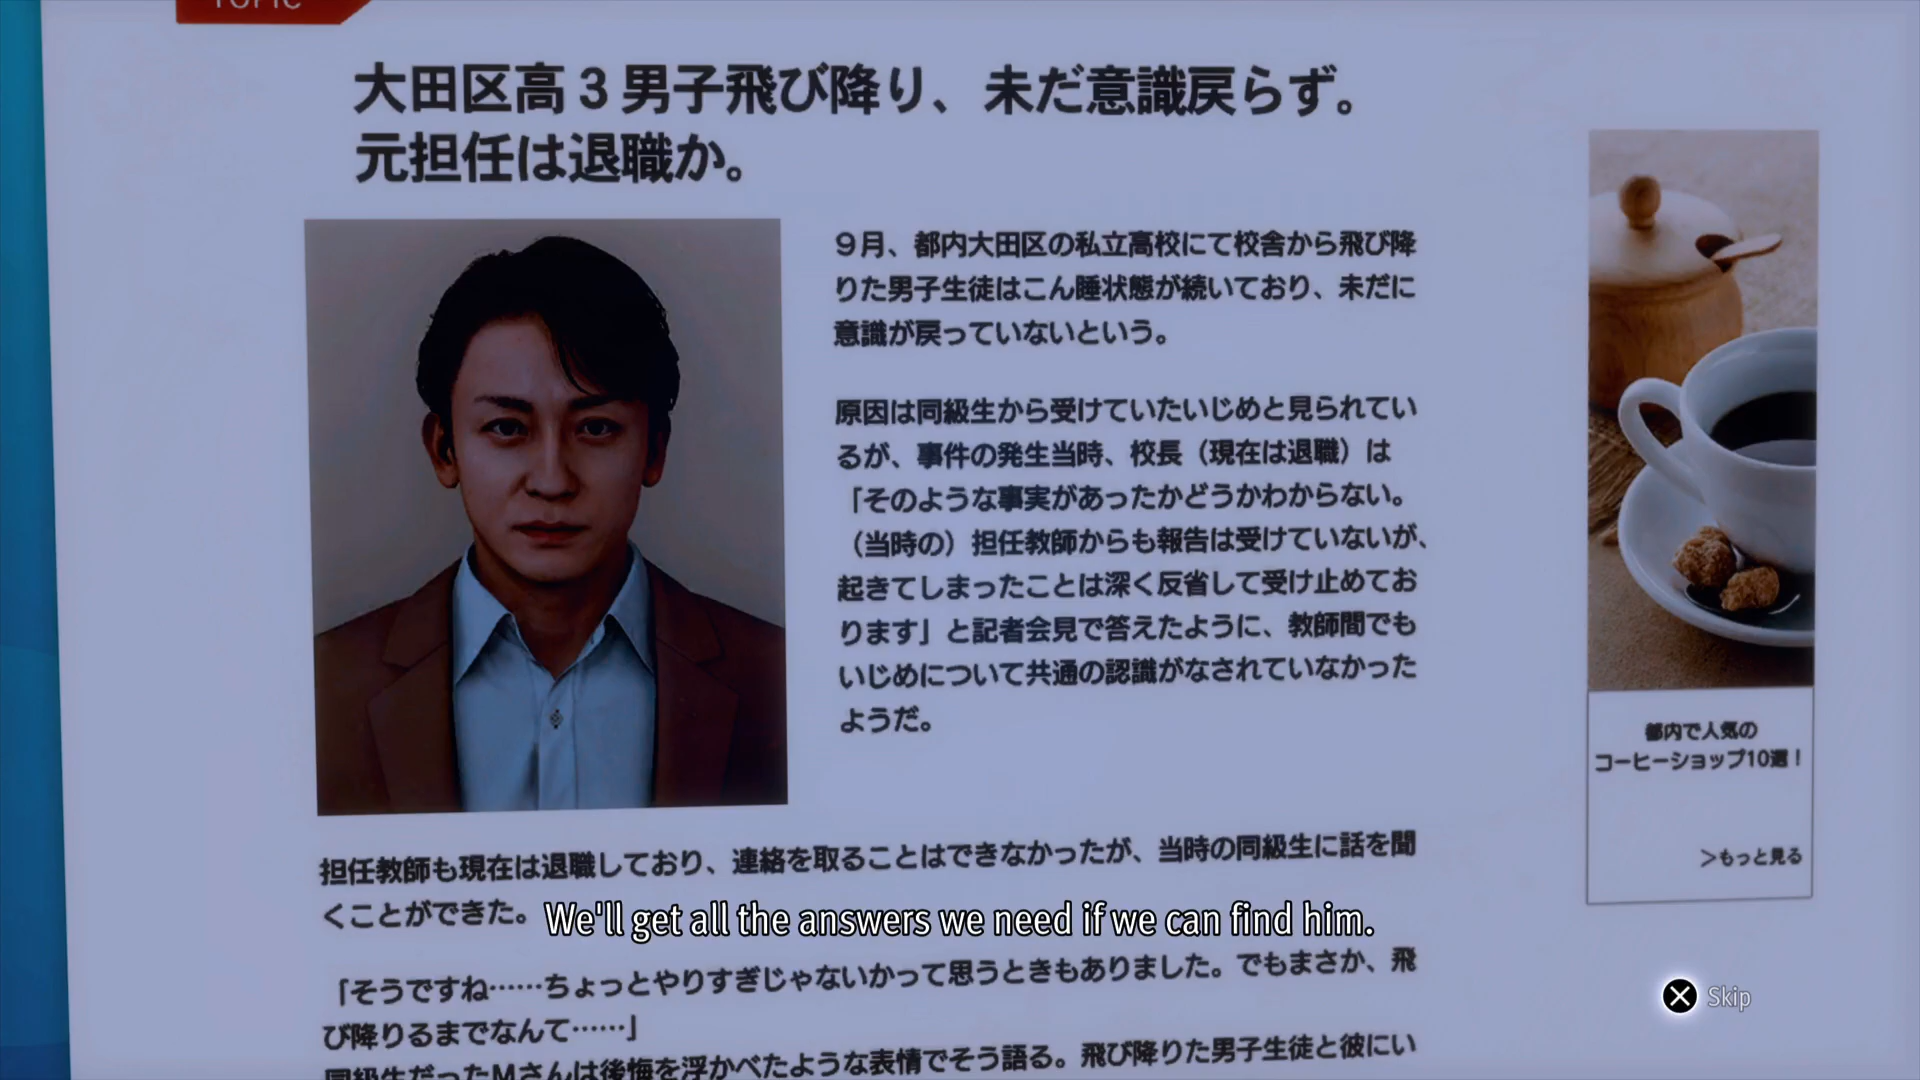 TOPIC
大田区高3男子飛び降り、未だ意識戻らず。
元担任は退職か。
9月、都内大田区の私立高校にて校舎から飛び降
りた男子生徒はこん睡状態が続いており、未だに
意識が戻っていないという。
原因は同級生から受けていたいじめと見られてい
るが、事件の発生当時、校長（現在は退職）は
「そのような事実があったかどうかわからない。
（当時の）担任教師からも報告は受けていないが、
起きてしまったことは深く反省して受け止めてお
ります」と記者会見で答えたように、教師間でも
いじめについて共通の認識がなされていなかった
ようだ。
担任教師も現在は退職しており、連絡を取ることはできなかったが、当時の同級生に話を聞
くことができた。
We'll get all the answers we need if we can find him.
「そうですね……ちょっとやりすぎじゃないかって思うときもありました。でもまさか、飛
び降りるまでなんて……」
同級生だったMさんは後悔を浮かべたような表情でそう語る。飛び降りた男子生徒と彼にい
都内で人気の
コーヒーショップ10選！
＞もっと見る
Skip